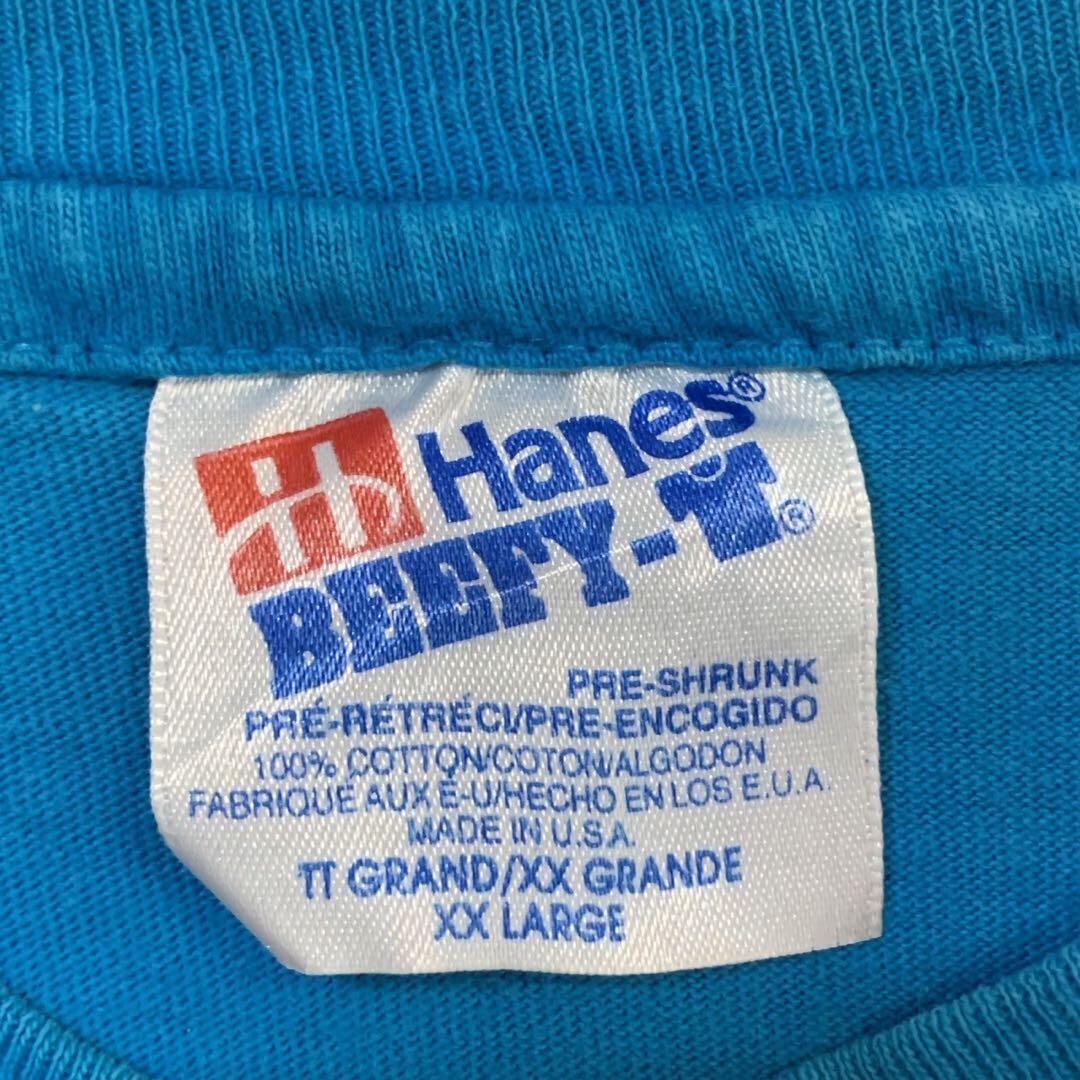 Hanes®
BEEFY-T®
PRE-SHRUNK
PRÉ-RÉTRÉCI/PRE-ENCOGIDO
100% COTTON/COTON/ALGODON
FABRIQUÉ AUX É-U/HECHO EN LOS E.U.A.
MADE IN U.S.A.
TT GRAND/XX GRANDE
XX LARGE